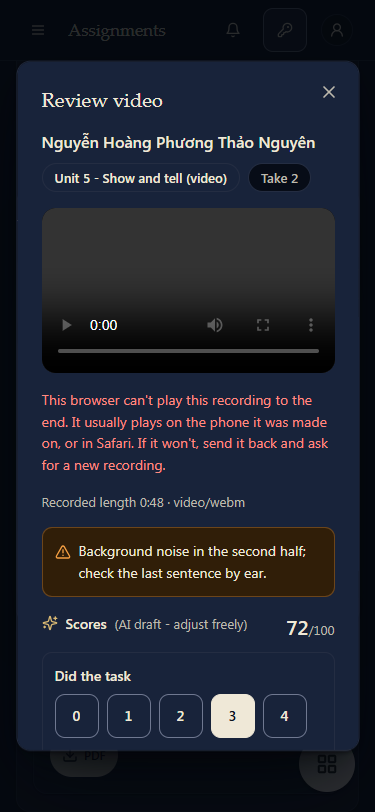 Assignments
Review video
Nguyễn Hoàng Phương Thảo Nguyên
Unit 5 - Show and tell (video)
Take 2
0:00
This browser can't play this recording to the
end. It usually plays on the phone it was made
on, or in Safari. If it won't, send it back and ask
for a new recording.
Recorded length 0:48 · video/webm
Background noise in the second half;
check the last sentence by ear.
Scores (AI draft - adjust freely) 72/100
Did the task
0 1 2 3 4
PDF